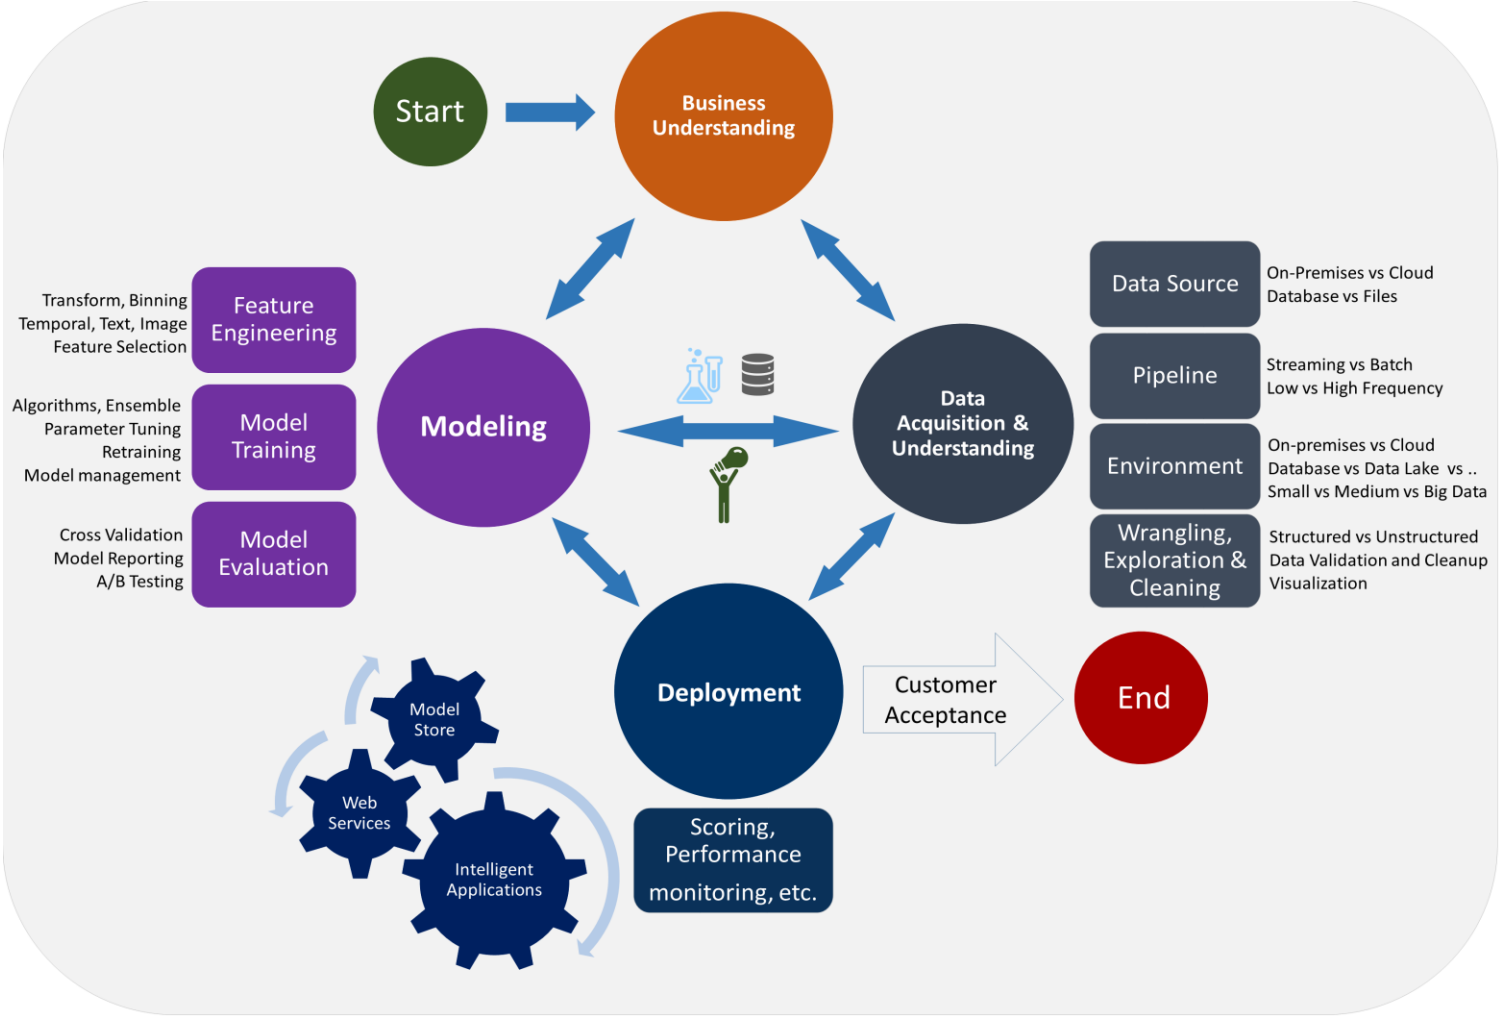 Start
Business
Understanding
Transform, Binning
Temporal, Text, Image
Feature Selection
Feature
Engineering
Algorithms, Ensemble
Parameter Tuning
Retraining
Model management
Model
Training
Cross Validation
Model Reporting
A/B Testing
Model
Evaluation
Modeling
Data
Acquisition &
Understanding
Data Source
On-Premises vs Cloud
Database vs Files
Pipeline
Streaming vs Batch
Low vs High Frequency
Environment
On-premises vs Cloud
Database vs Data Lake  vs ..
Small vs Medium vs Big Data
Wrangling,
Exploration &
Cleaning
Structured vs Unstructured
Data Validation and Cleanup
Visualization
Deployment
Customer
Acceptance
End
Model
Store
Web
Services
Intelligent
Applications
Scoring,
Performance
monitoring, etc.